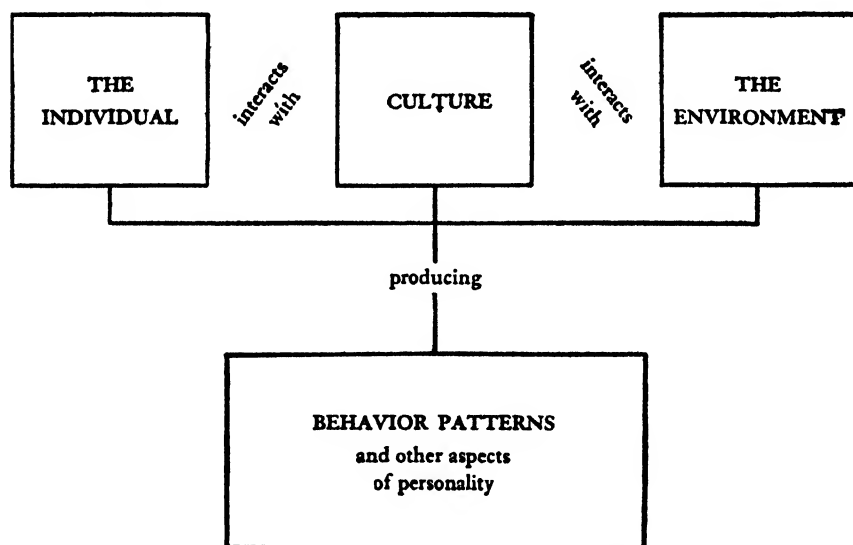 THE
INDIVIDUAL
interacts
with
CULTURE
interacts
with
THE
ENVIRONMENT
producing
BEHAVIOR PATTERNS
and other aspects
of personality